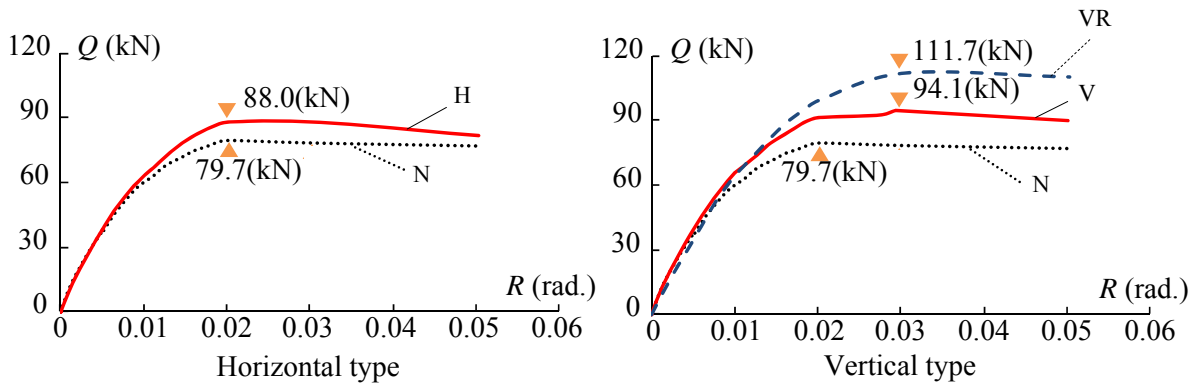 Q (kN)
120
90
60
30
0
88.0(kN)
H
79.7(kN)
N
R (rad.)
0 0.01 0.02 0.03 0.04 0.05 0.06
Horizontal type
Q (kN)
120
90
60
30
0
VR
111.7(kN)
94.1(kN)
V
79.7(kN)
N
R (rad.)
0 0.01 0.02 0.03 0.04 0.05 0.06
Vertical type